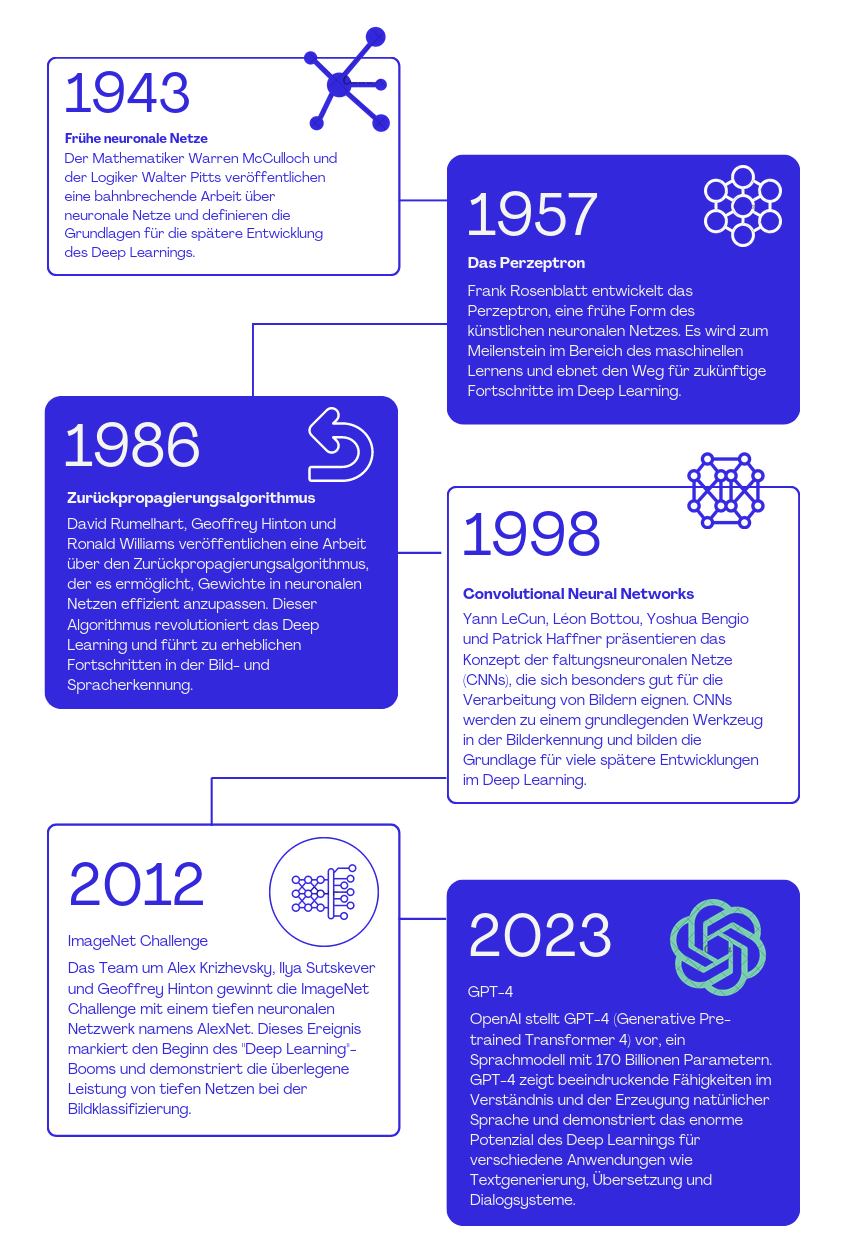 1943
Frühe neuronale Netze
Der Mathematiker Warren McCulloch und
der Logiker Walter Pitts veröffentlichen
eine bahnbrechende Arbeit über
neuronale Netze und definieren die
Grundlagen für die spätere Entwicklung
des Deep Learnings.
1957
Das Perzeptron
Frank Rosenblatt entwickelt das
Perzeptron, eine frühe Form des
künstlichen neuronalen Netzes. Es wird zum
Meilenstein im Bereich des maschinellen
Lernens und ebnet den Weg für zukünftige
Fortschritte im Deep Learning.
1986
Zurückpropagierungsalgorithmus
David Rumelhart, Geoffrey Hinton und
Ronald Williams veröffentlichen eine Arbeit
über den Zurückpropagierungsalgorithmus,
der es ermöglicht, Gewichte in neuronalen
Netzen effizient anzupassen. Dieser
Algorithmus revolutioniert das Deep
Learning und führt zu erheblichen
Fortschritten in der Bild- und
Spracherkennung.
1998
Convolutional Neural Networks
Yann LeCun, Léon Bottou, Yoshua Bengio
und Patrick Haffner präsentieren das
Konzept der faltungsneuronalen Netze
(CNNs), die sich besonders gut für die
Verarbeitung von Bildern eignen. CNNs
werden zu einem grundlegenden Werkzeug
in der Bilderkennung und bilden die
Grundlage für viele spätere Entwicklungen
im Deep Learning.
2012
ImageNet Challenge
Das Team um Alex Krizhevsky, Ilya Sutskever
und Geoffrey Hinton gewinnt die ImageNet
Challenge mit einem tiefen neuronalen
Netzwerk namens AlexNet. Dieses Ereignis
markiert den Beginn des "Deep Learning"-
Booms und demonstriert die überlegene
Leistung von tiefen Netzen bei der
Bildklassifizierung.
2023
GPT-4
OpenAI stellt GPT-4 (Generative Pre-
trained Transformer 4) vor, ein
Sprachmodell mit 170 Billionen Parametern.
GPT-4 zeigt beeindruckende Fähigkeiten im
Verständnis und der Erzeugung natürlicher
Sprache und demonstriert das enorme
Potenzial des Deep Learnings für
verschiedene Anwendungen wie
Textgenerierung, Übersetzung und
Dialogsysteme.